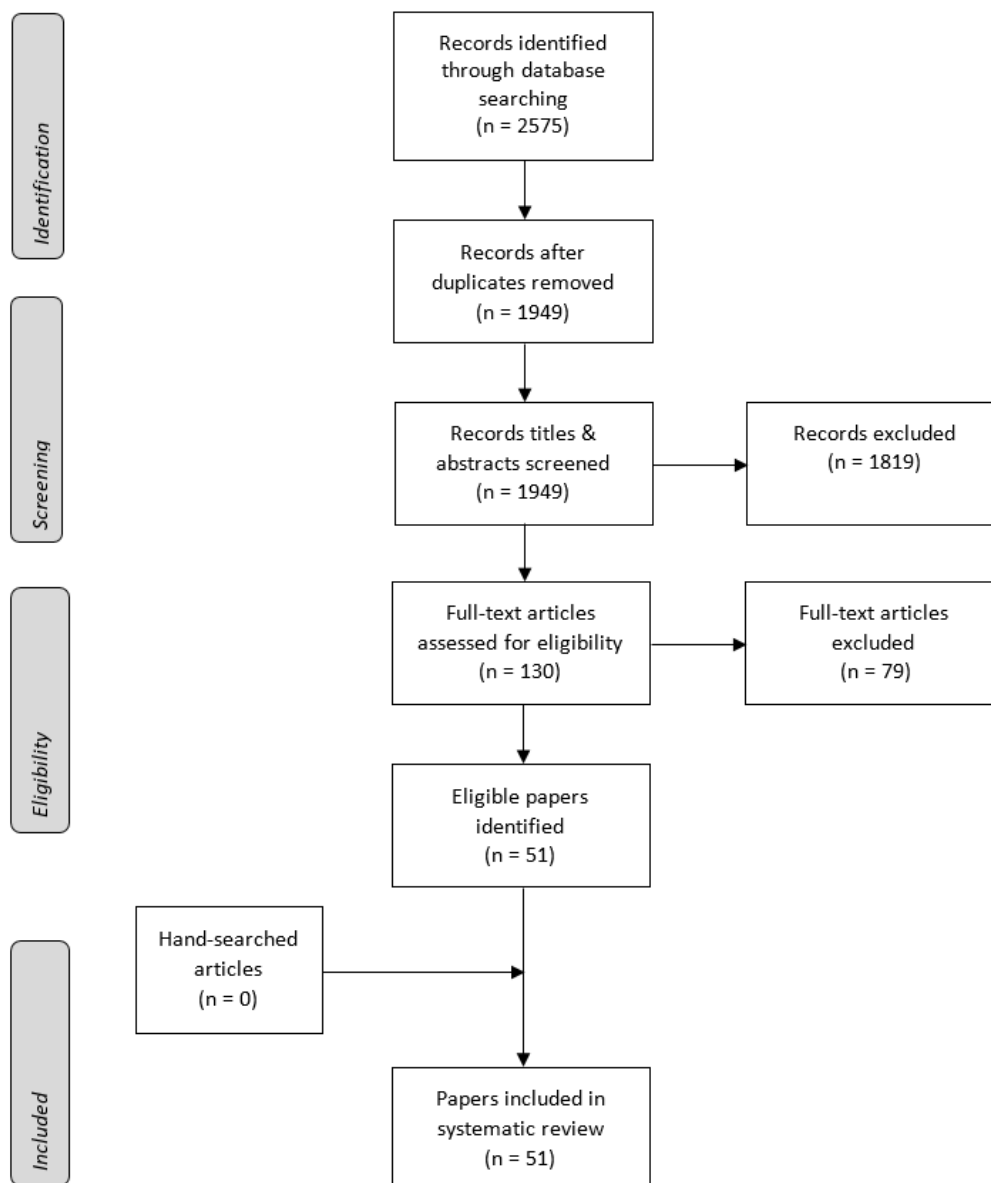 Identification
Records identified
through database
searching
(n = 2575)
Records after
duplicates removed
(n = 1949)
Screening
Records titles &
abstracts screened
(n = 1949)
Records excluded
(n = 1819)
Eligibility
Full-text articles
assessed for eligibility
(n = 130)
Full-text articles
excluded
(n = 79)
Eligible papers
identified
(n = 51)
Included
Hand-searched
articles
(n = 0)
Papers included in
systematic review
(n = 51)